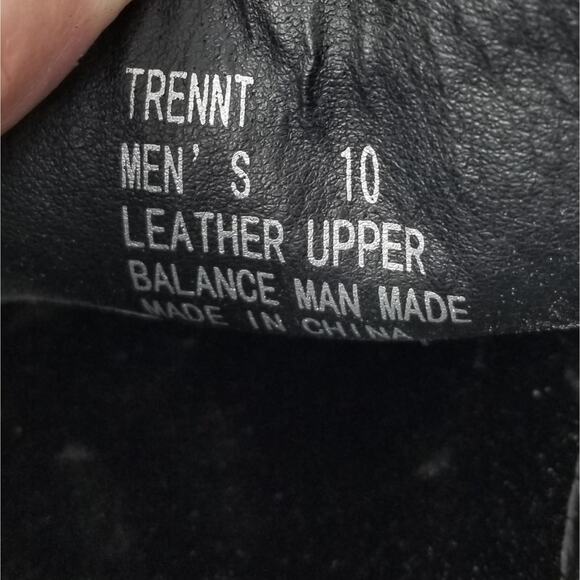 TRENNT
MEN'S 10
LEATHER UPPER
BALANCE MAN MADE
MADE IN CHINA